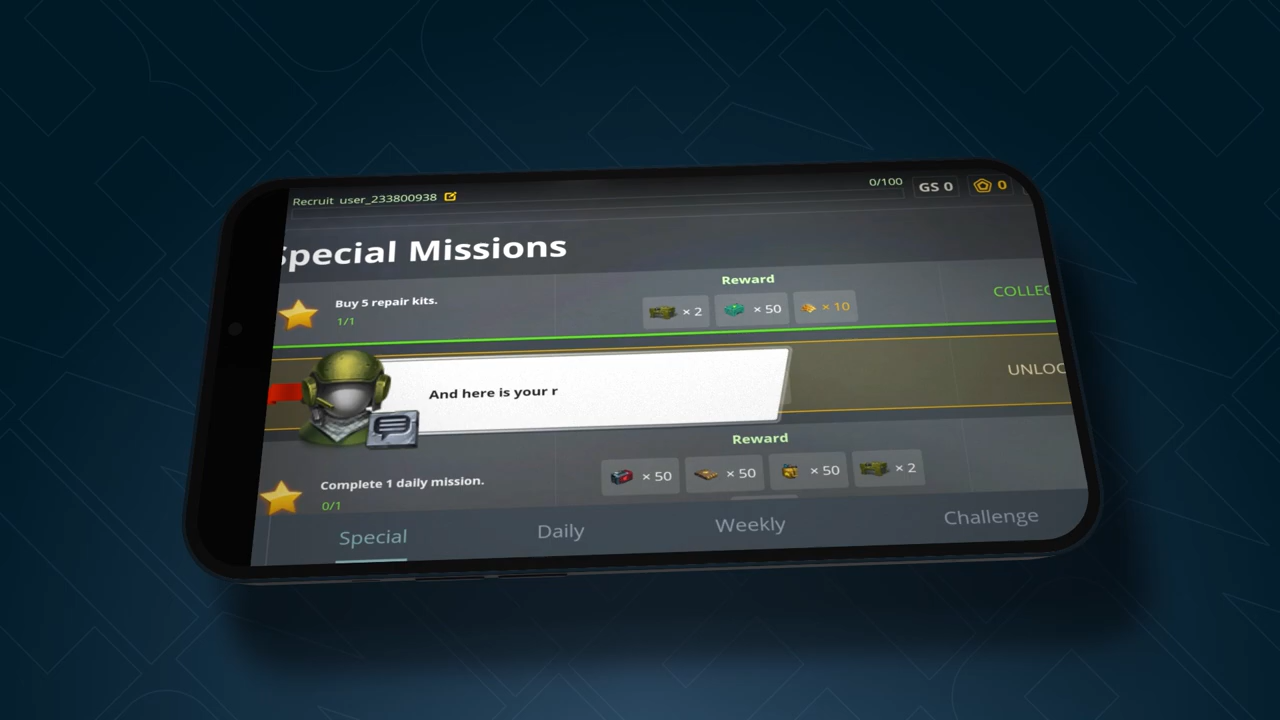 Recruit user_233800938
0/100
GS 0
0
Special Missions
Buy 5 repair kits.
1/1
Reward
× 2
× 50
× 10
COLLEC
UNLOC
And here is your r
Complete 1 daily mission.
0/1
Reward
× 50
× 50
× 50
× 2
Special
Daily
Weekly
Challenge